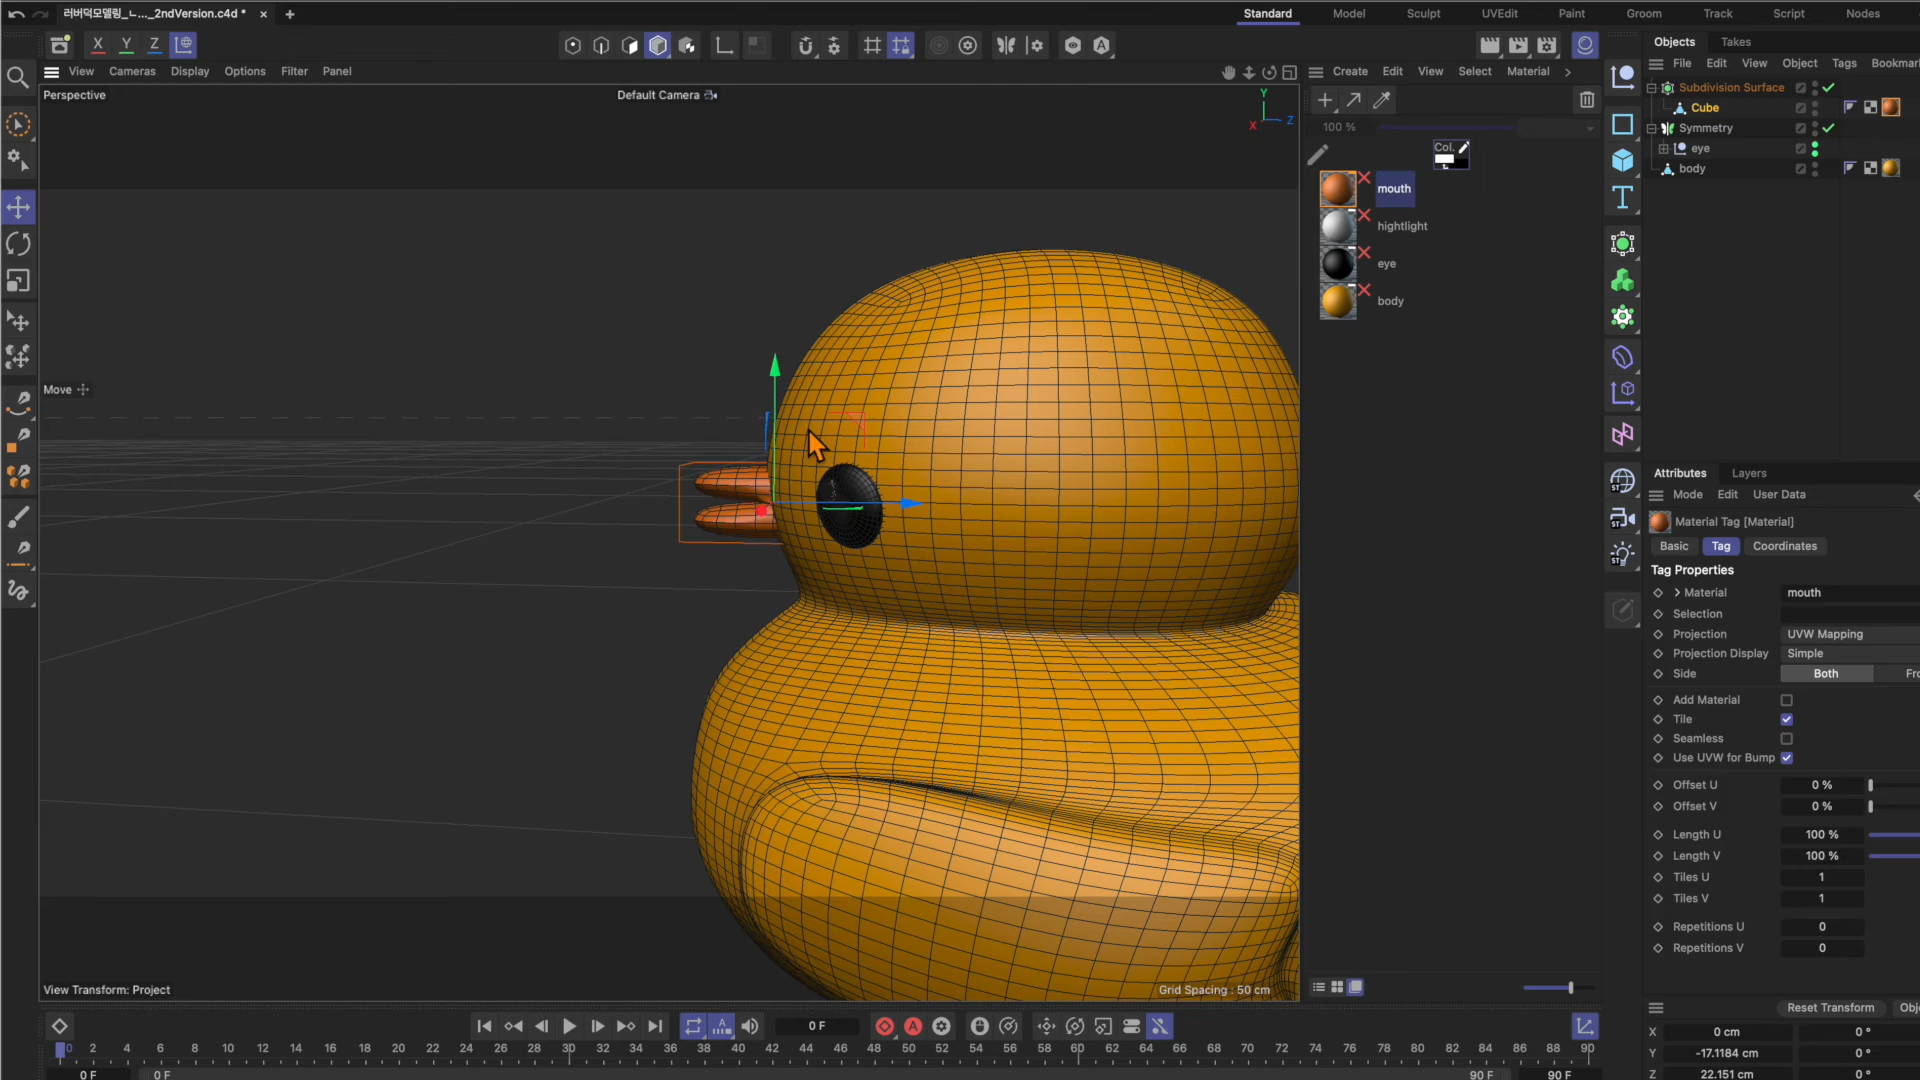 러버덕모델링_ㄴ..._2ndVersion.c4d *
Standard
Model
Sculpt
UVEdit
Paint
Groom
Track
Script
Nodes
X
Y
Z
Objects
Takes
View
Cameras
Display
Options
Filter
Panel
Create
Edit
View
Select
Material
File
Edit
View
Object
Tags
Bookmar
Perspective
Default Camera
Y
X
Z
Subdivision Surface
Cube
Symmetry
eye
body
100 %
Col.
mouth
hightlight
eye
body
Move
Attributes
Layers
Mode
Edit
User Data
Material Tag [Material]
Basic
Tag
Coordinates
Tag Properties
Material
mouth
Selection
Projection
UVW Mapping
Projection Display
Simple
Side
Both
Fro
Add Material
Tile
Seamless
Use UVW for Bump
Offset U
0 %
Offset V
0 %
Length U
100 %
Length V
100 %
Tiles U
1
Tiles V
1
Repetitions U
0
Repetitions V
0
ST
ST
ST
View Transform: Project
Grid Spacing : 50 cm
Reset Transform
Obje
0 F
X
0 cm
0 °
Y
-17.1184 cm
0 °
Z
22.151 cm
0 °
0 2 4 6 8 10 12 14 16 18 20 22 24 26 28 30 32 34 36 38 40 42 44 46 48 50 52 54 56 58 60 62 64 66 68 70 72 74 76 78 80 82 84 86 88 90
0 F
0 F
90 F
90 F